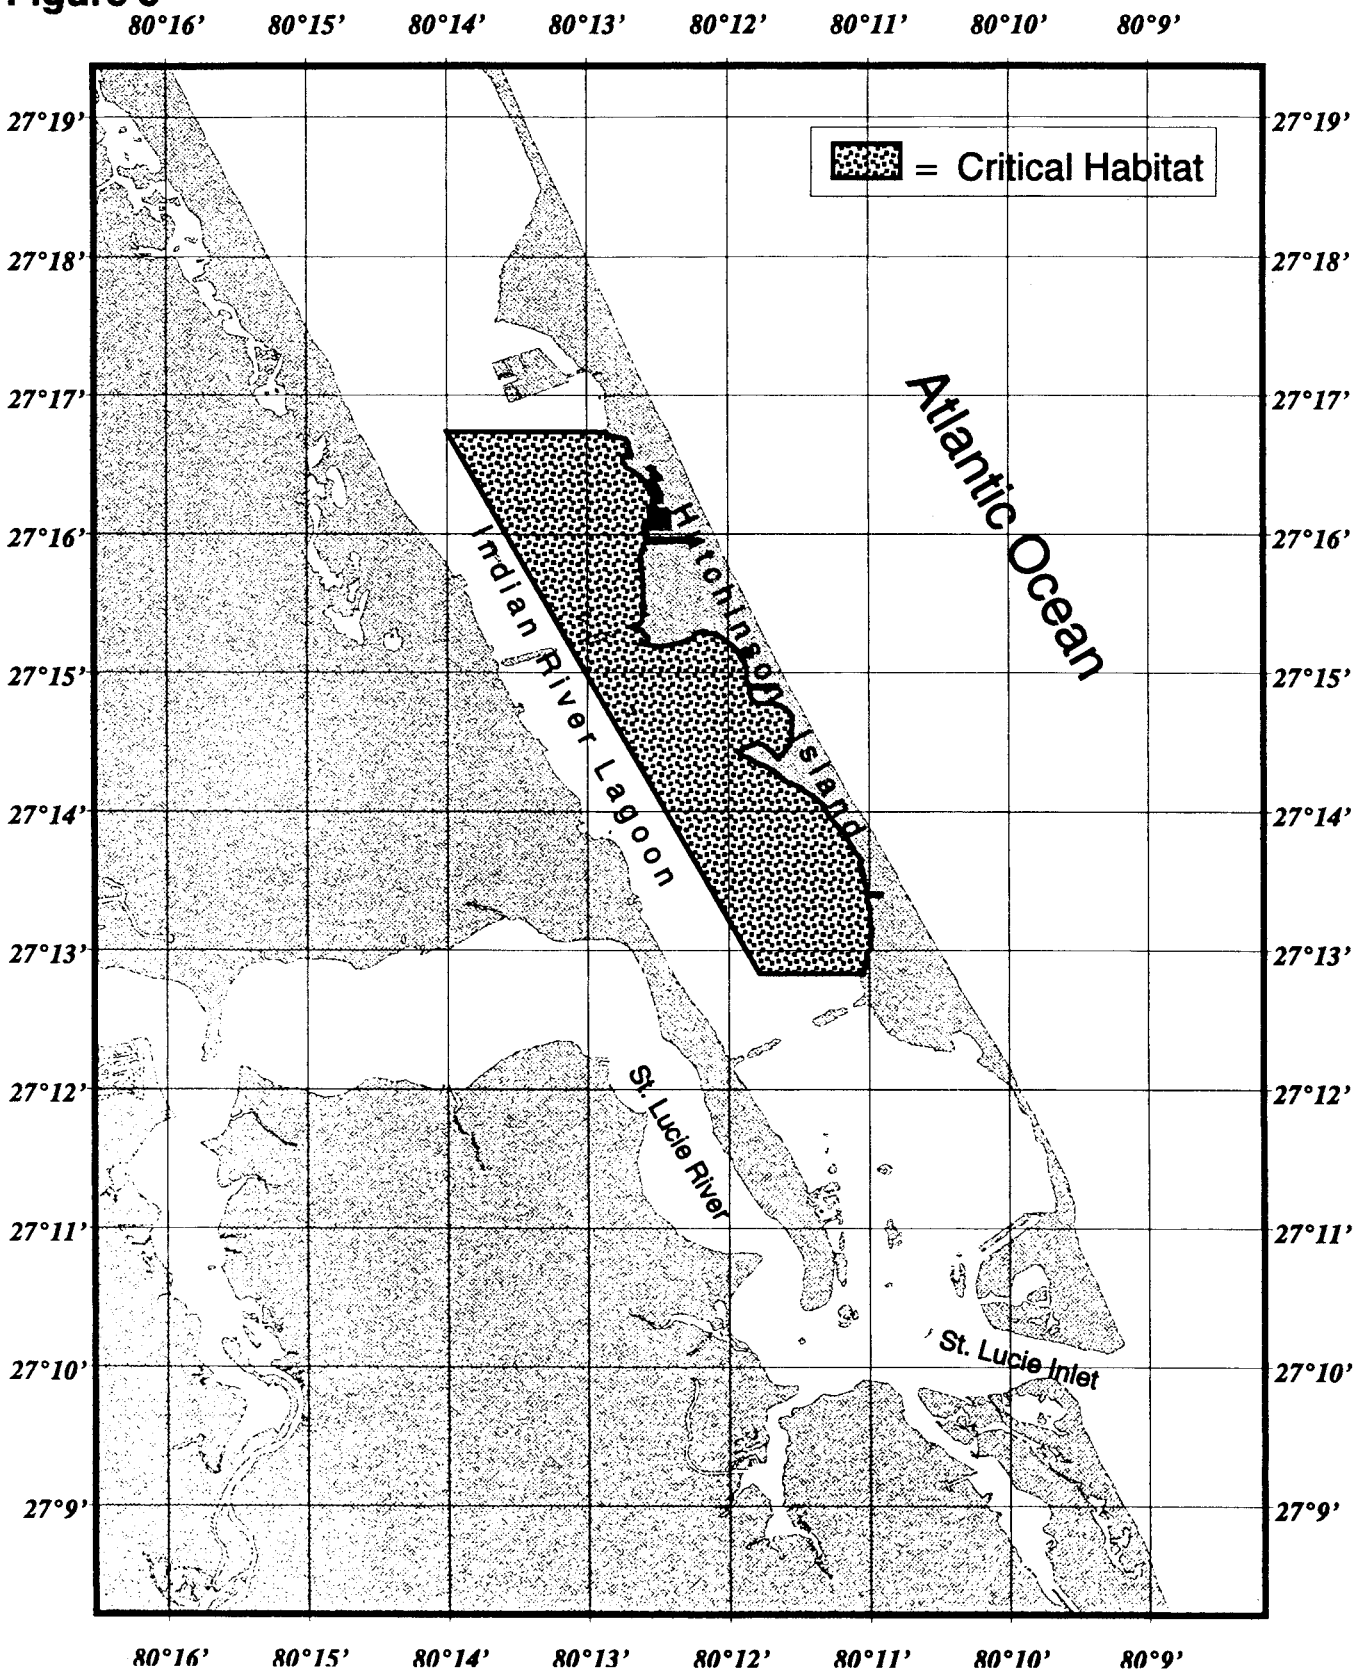 80°16’ 80°15’ 80°14’ 80°13’ 80°12’ 80°11’ 80°10’ 80°9’
27°19’ 27°19’
= Critical Habitat
27°18’ 27°18’
27°17’ 27°17’
Atlantic Ocean
Hutchinson Island
27°16’ 27°16’
Indian River Lagoon
27°15’ 27°15’
27°14’ 27°14’
27°13’ 27°13’
27°12’ 27°12’
St. Lucie River
27°11’ 27°11’
St. Lucie Inlet
27°10’ 27°10’
27°9’ 27°9’
80°16’ 80°15’ 80°14’ 80°13’ 80°12’ 80°11’ 80°10’ 80°9’